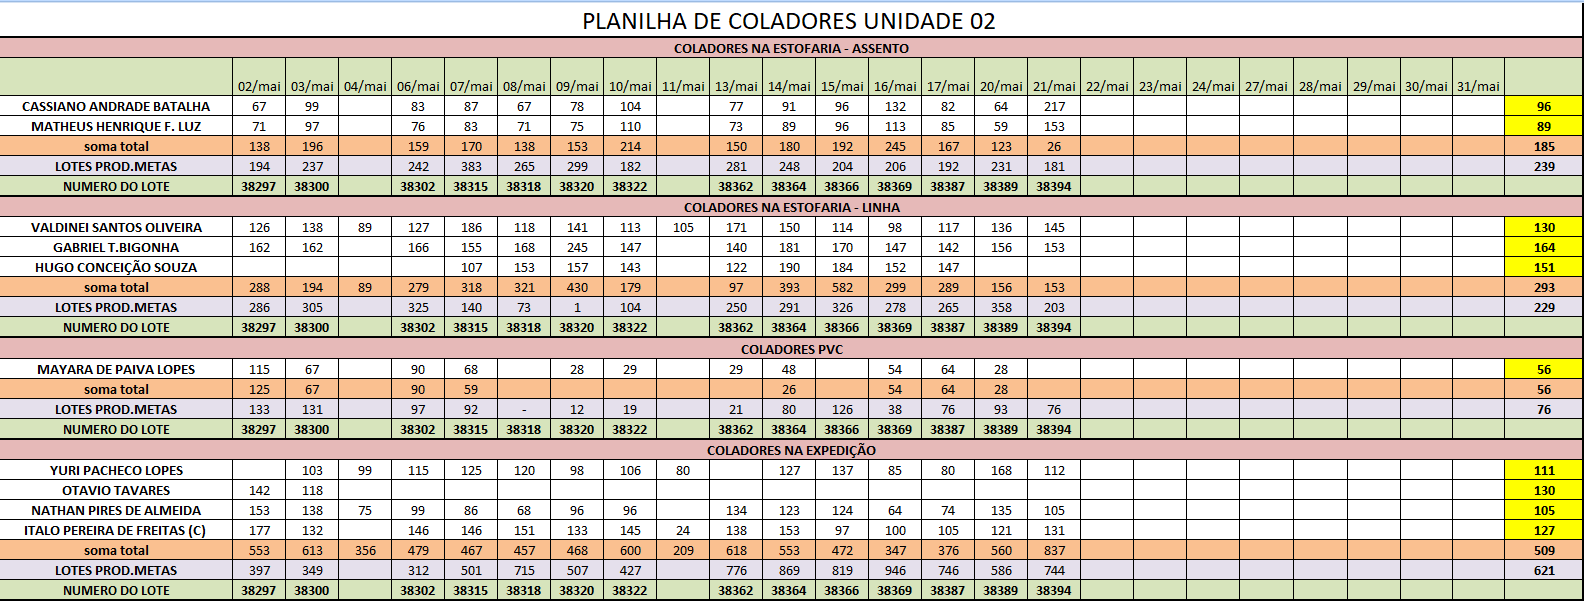 PLANILHA DE COLADORES UNIDADE 02
COLADORES NA ESTOFARIA - ASSENTO
02/mai 03/mai 04/mai 06/mai 07/mai 08/mai 09/mai 10/mai 11/mai 13/mai 14/mai 15/mai 16/mai 17/mai 20/mai 21/mai 22/mai 23/mai 24/mai 27/mai 28/mai 29/mai 30/mai 31/mai
CASSIANO ANDRADE BATALHA 67 99 83 87 67 78 104 77 91 96 132 82 64 217 96
MATHEUS HENRIQUE F. LUZ 71 97 76 83 71 75 110 73 89 96 113 85 59 153 89
soma total 138 196 159 170 138 153 214 150 180 192 245 167 123 26 185
LOTES PROD.METAS 194 237 242 383 265 299 182 281 248 204 206 192 231 181 239
NUMERO DO LOTE 38297 38300 38302 38315 38318 38320 38322 38362 38364 38366 38369 38387 38389 38394
COLADORES NA ESTOFARIA - LINHA
VALDINEI SANTOS OLIVEIRA 126 138 89 127 186 118 141 113 105 171 150 114 98 117 136 145 130
GABRIEL T.BIGONHA 162 162 166 155 168 245 147 140 181 170 147 142 156 153 164
HUGO CONCEIÇÃO SOUZA 107 153 157 143 122 190 184 152 147 151
soma total 288 194 89 279 318 321 430 179 97 393 582 299 289 156 153 293
LOTES PROD.METAS 286 305 325 140 73 1 104 250 291 326 278 265 358 203 229
NUMERO DO LOTE 38297 38300 38302 38315 38318 38320 38322 38362 38364 38366 38369 38387 38389 38394
COLADORES PVC
MAYARA DE PAIVA LOPES 115 67 90 68 28 29 29 48 54 64 28 56
soma total 125 67 90 59 26 54 64 28 56
LOTES PROD.METAS 133 131 97 92 - 12 19 21 80 126 38 76 93 76 76
NUMERO DO LOTE 38297 38300 38302 38315 38318 38320 38322 38362 38364 38366 38369 38387 38389 38394
COLADORES NA EXPEDIÇÃO
YURI PACHECO LOPES 103 99 115 125 120 98 106 80 127 137 85 80 168 112 111
OTAVIO TAVARES 142 118 130
NATHAN PIRES DE ALMEIDA 153 138 75 99 86 68 96 96 134 123 124 64 74 135 105 105
ITALO PEREIRA DE FREITAS (C) 177 132 146 146 151 133 145 24 138 153 97 100 105 121 131 127
soma total 553 613 356 479 467 457 468 600 209 618 553 472 347 376 560 837 509
LOTES PROD.METAS 397 349 312 501 715 507 427 776 869 819 946 746 586 744 621
NUMERO DO LOTE 38297 38300 38302 38315 38318 38320 38322 38362 38364 38366 38369 38387 38389 38394